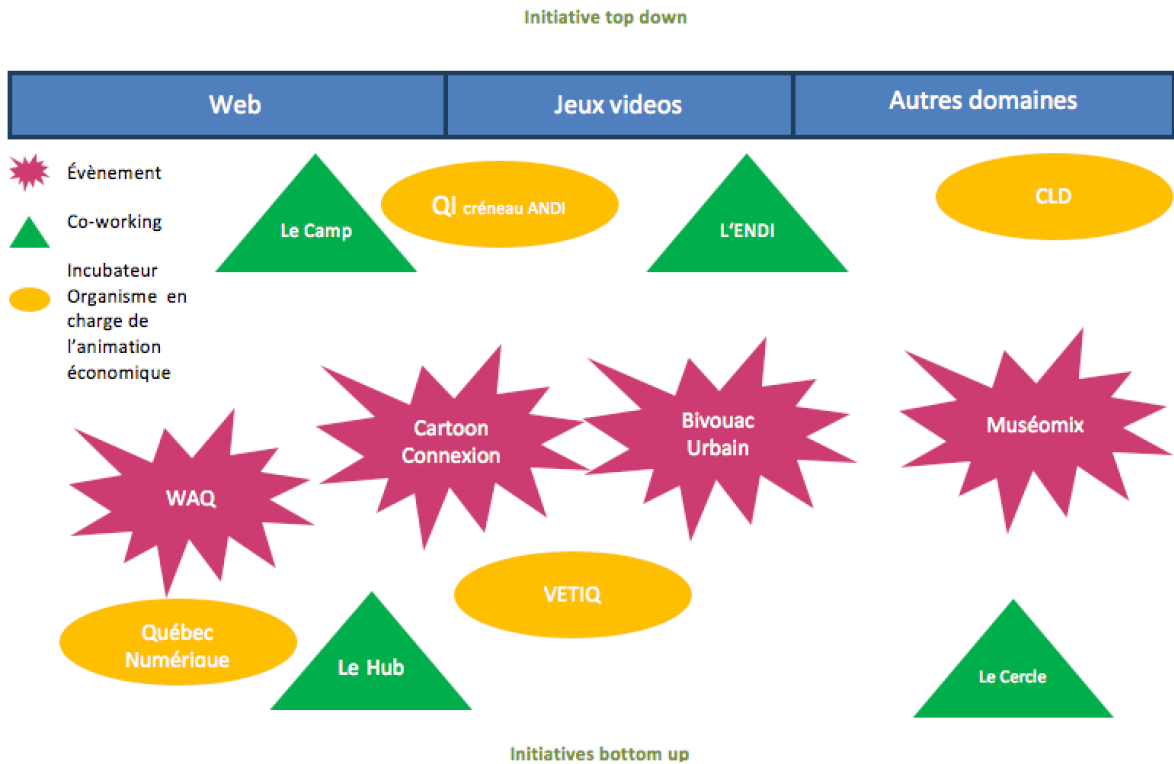 Initiative top down
Web
Jeux videos
Autres domaines
Évènement
Co-working
Incubateur
Organisme en
charge de
l'animation
économique
Le Camp
QI créneau ANDI
L'ENDI
CLD
Cartoon
Connexion
Bivouac
Urbain
Muséomix
WAQ
VETIQ
Québec
Numérique
Le Hub
Le Cercle
Initiatives bottom up